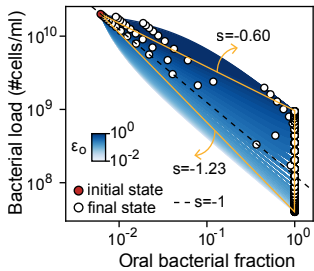 Bacterial load (#cells/ml)
10^10
10^9
10^8
s=-0.60
ε_o
10^0
10^-2
s=-1.23
initial state
final state
s=-1
10^-2
10^-1
10^0
Oral bacterial fraction